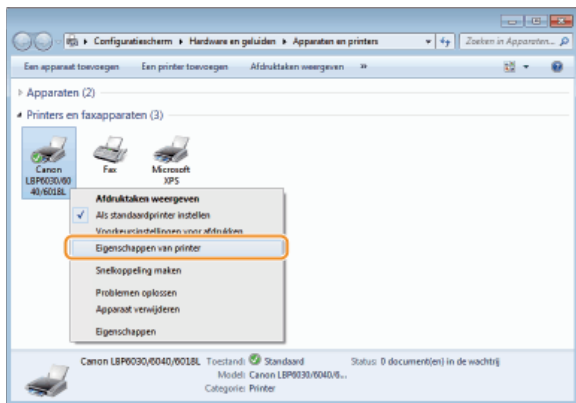 Configuratiescherm ▸ Hardware en geluiden ▸ Apparaten en printers
Zoeken in Apparaten...
Een apparaat toevoegen Een printer toevoegen Afdruktaken weergeven »
Apparaten (2)
Printers en faxapparaten (3)
Canon LBP6030/60 40/6018L
Fax
Microsoft XPS
Afdruktaken weergeven
Als standaardprinter instellen
Voorkeursinstellingen voor afdrukken
Eigenschappen van printer
Snelkoppeling maken
Problemen oplossen
Apparaat verwijderen
Eigenschappen
Canon LBP6030/6040/6018L Toestand: Standaard Status: 0 document(en) in de wachtrij
Model: Canon LBP6030/6040/6...
Categorie: Printer